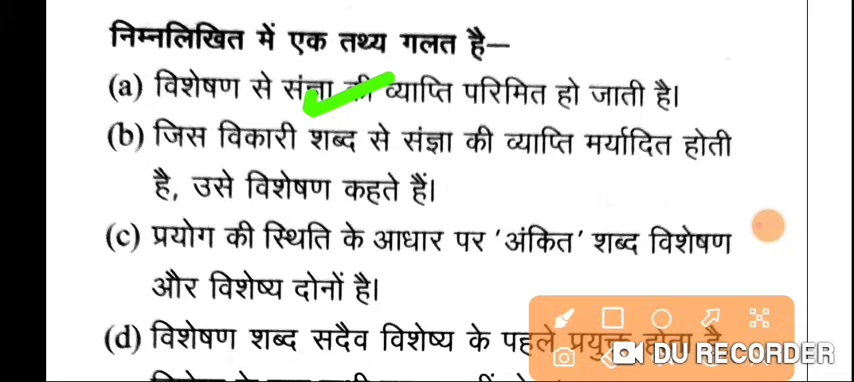 निम्नलिखित में एक तथ्य गलत है—
(a) विशेषण से संज्ञा की व्याप्ति परिमित हो जाती है।
(b) जिस विकारी शब्द से संज्ञा की व्याप्ति मर्यादित होती
है, उसे विशेषण कहते हैं।
(c) प्रयोग की स्थिति के आधार पर 'अंकित' शब्द विशेषण
और विशेष्य दोनों है।
(d) विशेषण शब्द सदैव विशेष्य के पहले प्रयुक्त होता है
DU RECORDER